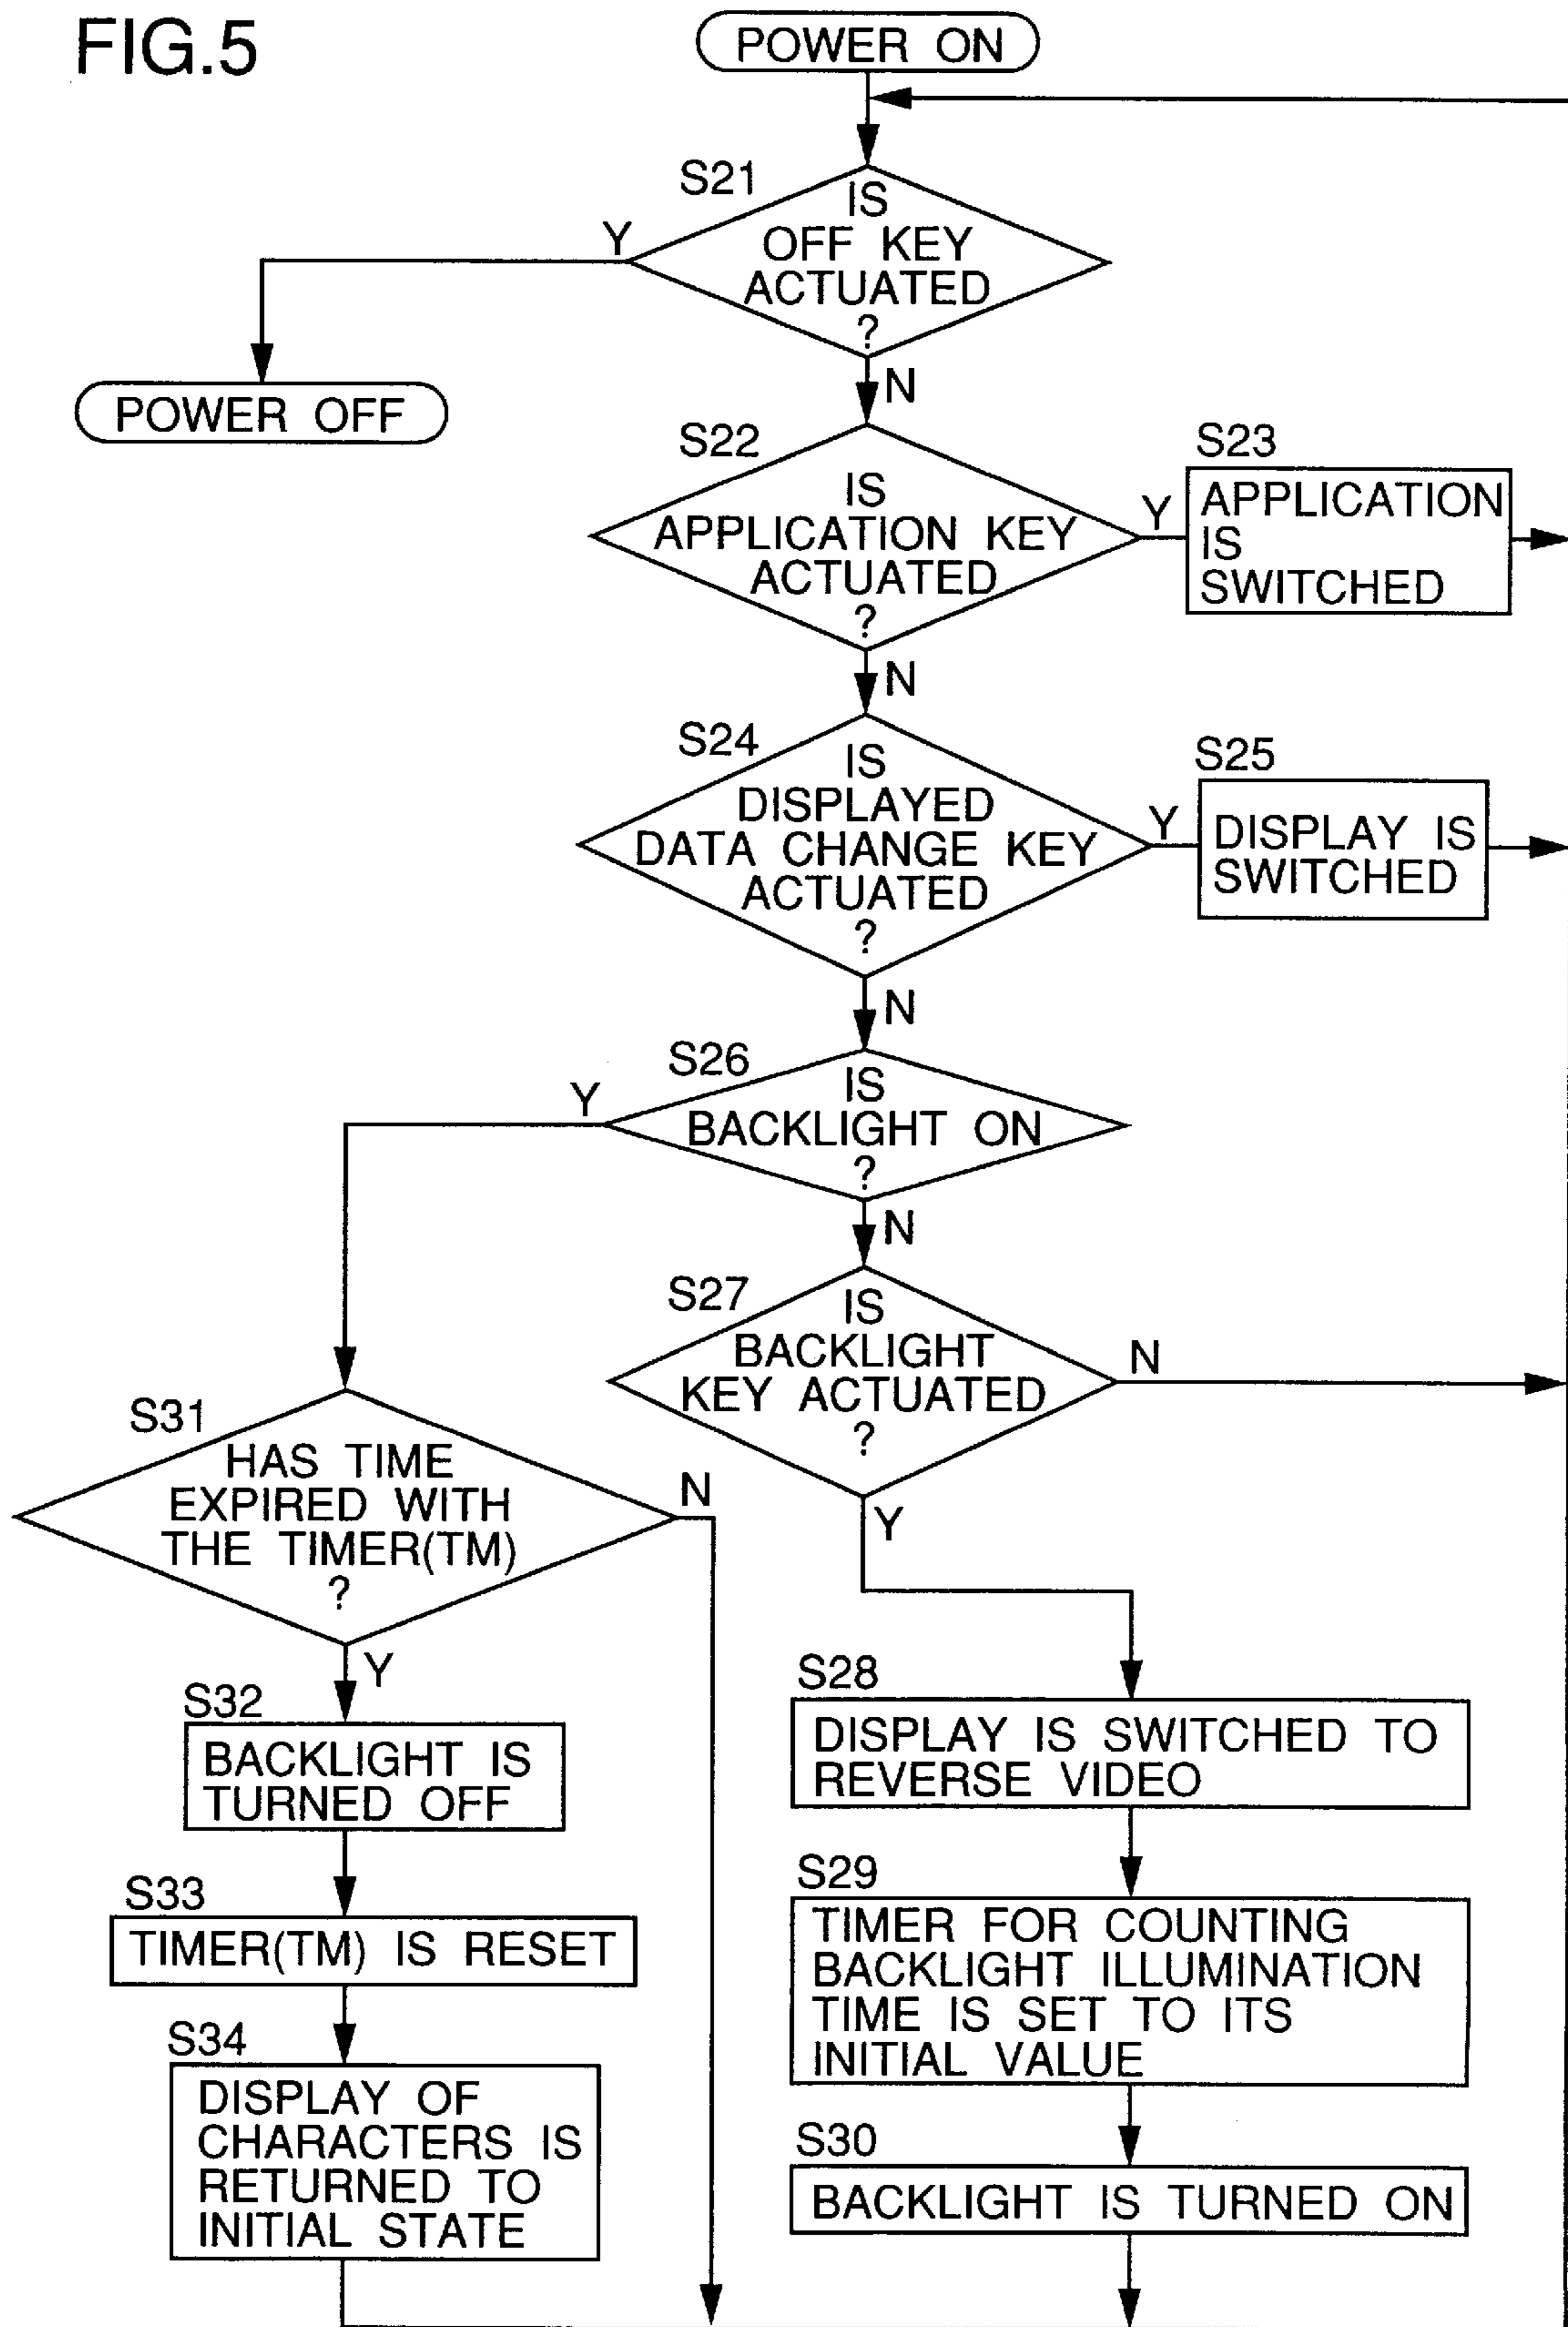 FIG.5
POWER ON
S21
IS
OFF KEY
ACTUATED
?
Y
N
POWER OFF
S22
IS
APPLICATION KEY
ACTUATED
?
Y
S23
APPLICATION
IS
SWITCHED
N
S24
IS
DISPLAYED
DATA CHANGE KEY
ACTUATED
?
Y
S25
DISPLAY IS
SWITCHED
N
S26
IS
BACKLIGHT ON
?
Y
N
S27
IS
BACKLIGHT
KEY ACTUATED
?
N
Y
S31
HAS TIME
EXPIRED WITH
THE TIMER(TM)
?
N
Y
S32
BACKLIGHT IS
TURNED OFF
S33
TIMER(TM) IS RESET
S34
DISPLAY OF
CHARACTERS IS
RETURNED TO
INITIAL STATE
S28
DISPLAY IS SWITCHED TO
REVERSE VIDEO
S29
TIMER FOR COUNTING
BACKLIGHT ILLUMINATION
TIME IS SET TO ITS
INITIAL VALUE
S30
BACKLIGHT IS TURNED ON